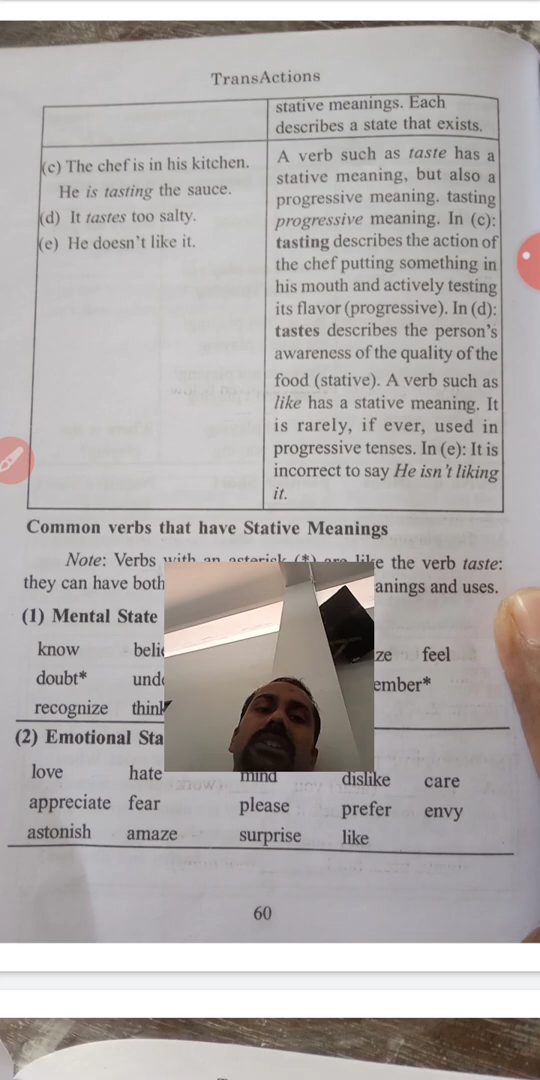 TransActions
stative meanings. Each
describes a state that exists.
(c) The chef is in his kitchen.
He is tasting the sauce.
(d) It tastes too salty.
(e) He doesn't like it.
A verb such as taste has a
stative meaning, but also a
progressive meaning. tasting
progressive meaning. In (c):
tasting describes the action of
the chef putting something in
his mouth and actively testing
its flavor (progressive). In (d):
tastes describes the person's
awareness of the quality of the
food (stative). A verb such as
like has a stative meaning. It
is rarely, if ever, used in
progressive tenses. In (e): It is
incorrect to say He isn't liking
it.
Common verbs that have Stative Meanings
Note: Verbs with an asterisk (*) are like the verb taste:
they can have both anings and uses.
(1) Mental State
know ze feel
doubt* ember*
recognize think
(2) Emotional Sta
love hate mind dislike care
appreciate fear please prefer envy
astonish amaze surprise like
60